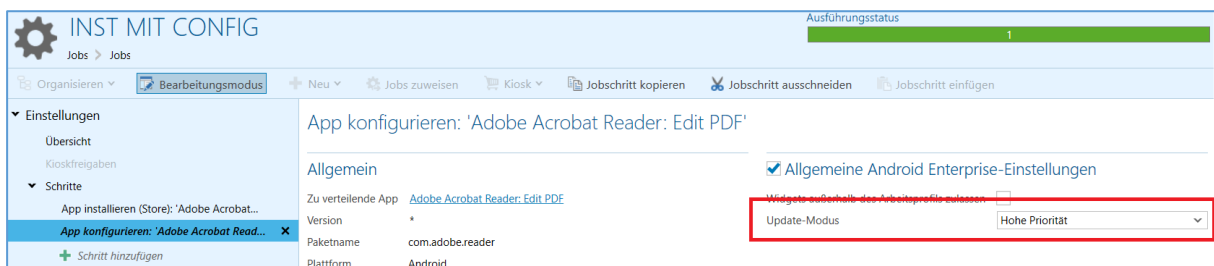 INST MIT CONFIG
Jobs > Jobs
Ausführungsstatus
1
Organisieren Bearbeitungsmodus Neu Jobs zuweisen Kiosk Jobschritt kopieren Jobschritt ausschneiden Jobschritt einfügen
Einstellungen
Übersicht
Kioskfreigaben
Schritte
App installieren (Store): 'Adobe Acrobat...
App konfigurieren: 'Adobe Acrobat Read...
Schritt hinzufügen
App konfigurieren: 'Adobe Acrobat Reader: Edit PDF'
Allgemein
Zu verteilende App Adobe Acrobat Reader: Edit PDF
Version *
Paketname com.adobe.reader
Plattform Android
Allgemeine Android Enterprise-Einstellungen
Widgets außerhalb des Arbeitsprofils zulassen
Update-Modus Hohe Priorität